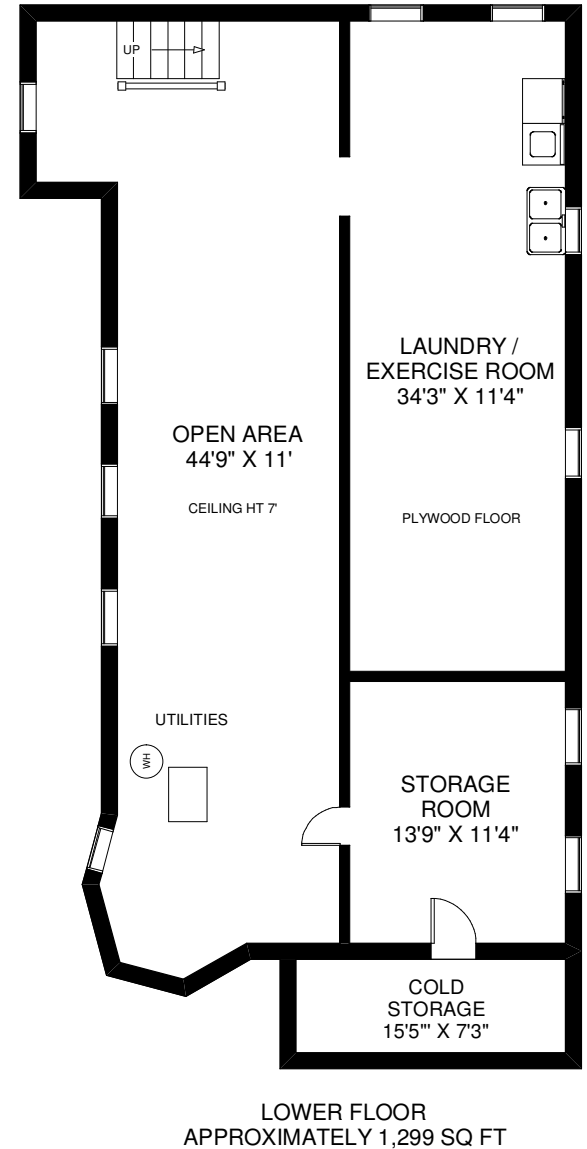 UP
LAUNDRY /
EXERCISE ROOM
34'3" X 11'4"
OPEN AREA
44'9" X 11'
CEILING HT 7'
PLYWOOD FLOOR
UTILITIES
WH
STORAGE
ROOM
13'9" X 11'4"
COLD
STORAGE
15'5"' X 7'3"
LOWER FLOOR
APPROXIMATELY 1,299 SQ FT